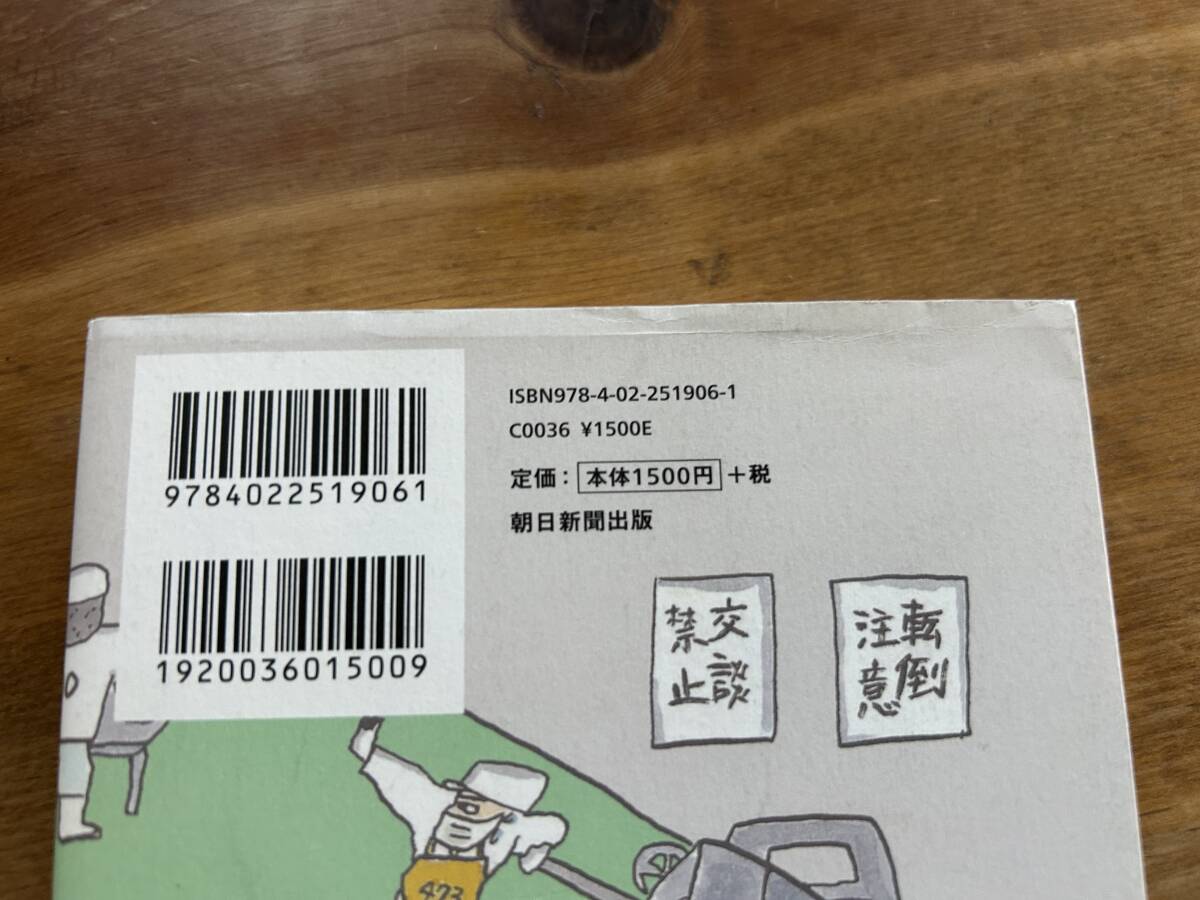 9784022519061
1920036015009
ISBN978-4-02-251906-1
C0036 ¥1500E
定価：本体1500円＋税
朝日新聞出版
交談
禁止
転倒
注意
473